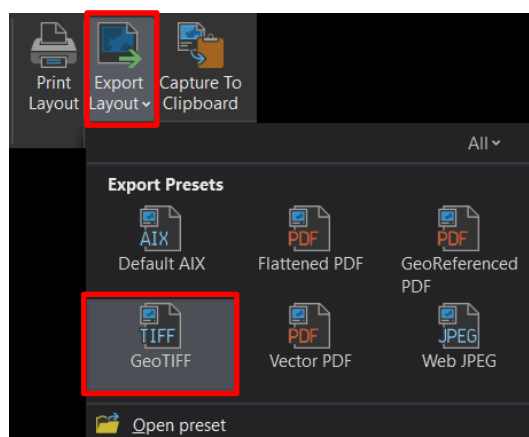 Print Export Capture To
Layout Layout Clipboard
All
Export Presets
AIX PDF PDF
Default AIX Flattened PDF GeoReferenced
PDF
TIFF PDF JPEG
GeoTIFF Vector PDF Web JPEG
Open preset